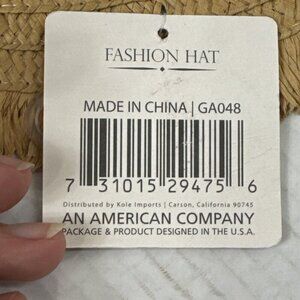 FASHION HAT
MADE IN CHINA | GA048
7 31015 29475 6
Distributed by Kole Imports | Carson, California 90745
AN AMERICAN COMPANY
PACKAGE & PRODUCT DESIGNED IN THE U.S.A.